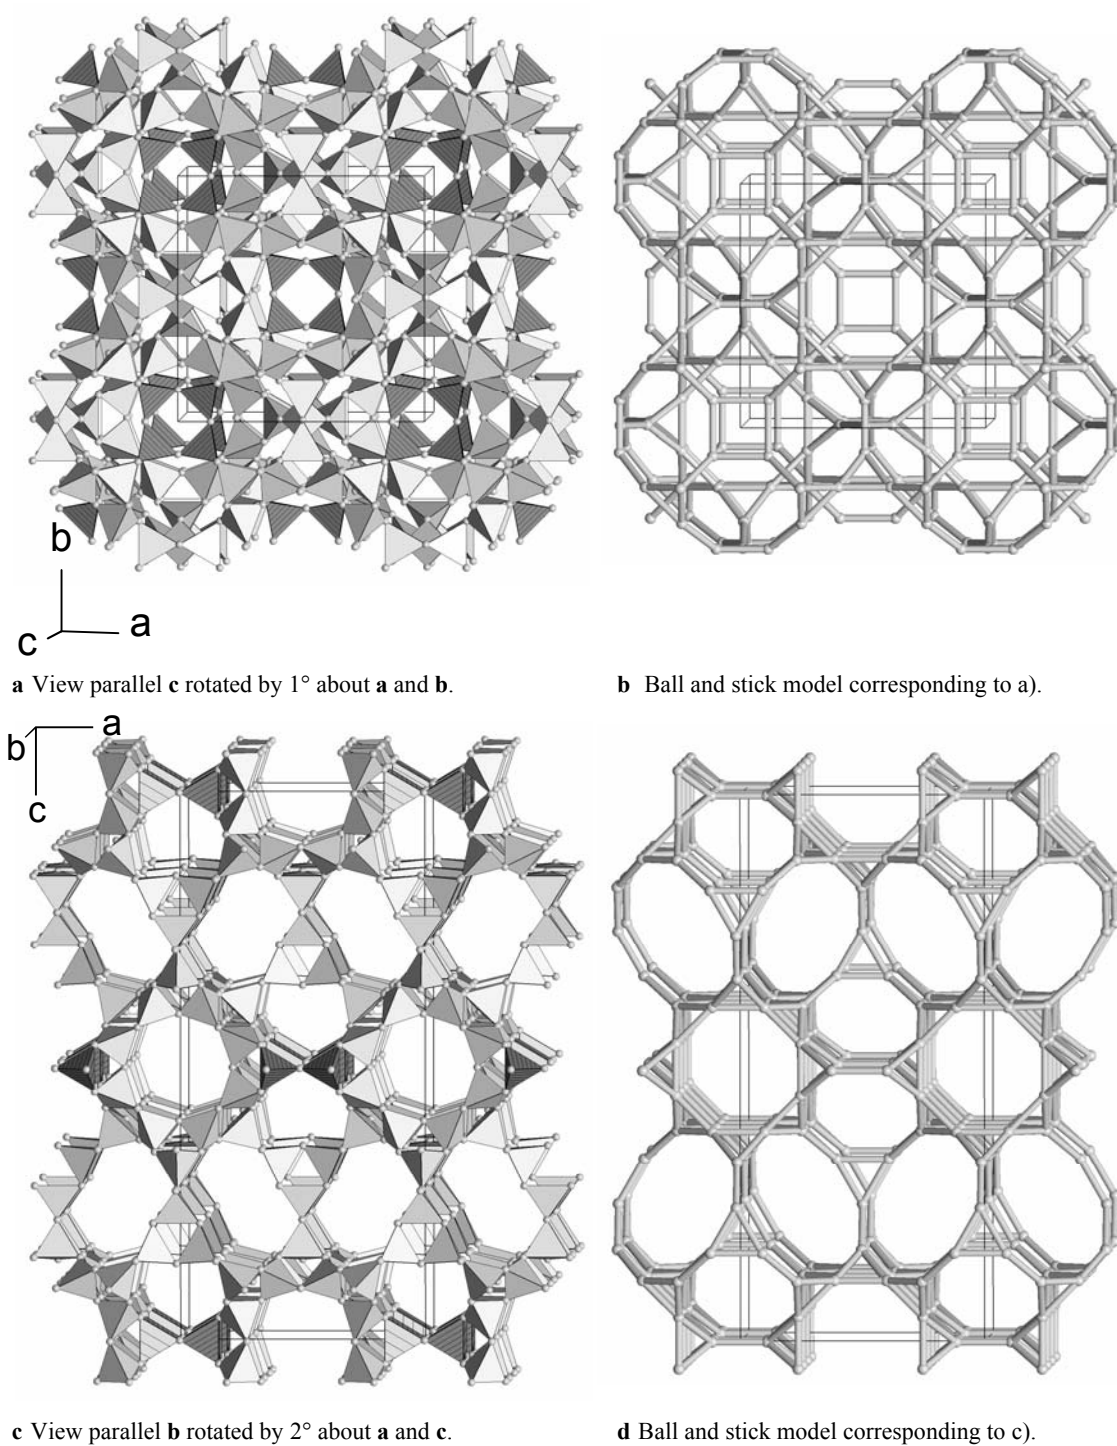 b
c
a
a View parallel c rotated by 1° about a and b.
b Ball and stick model corresponding to a).
a
b
c
c View parallel b rotated by 2° about a and c.
d Ball and stick model corresponding to c).